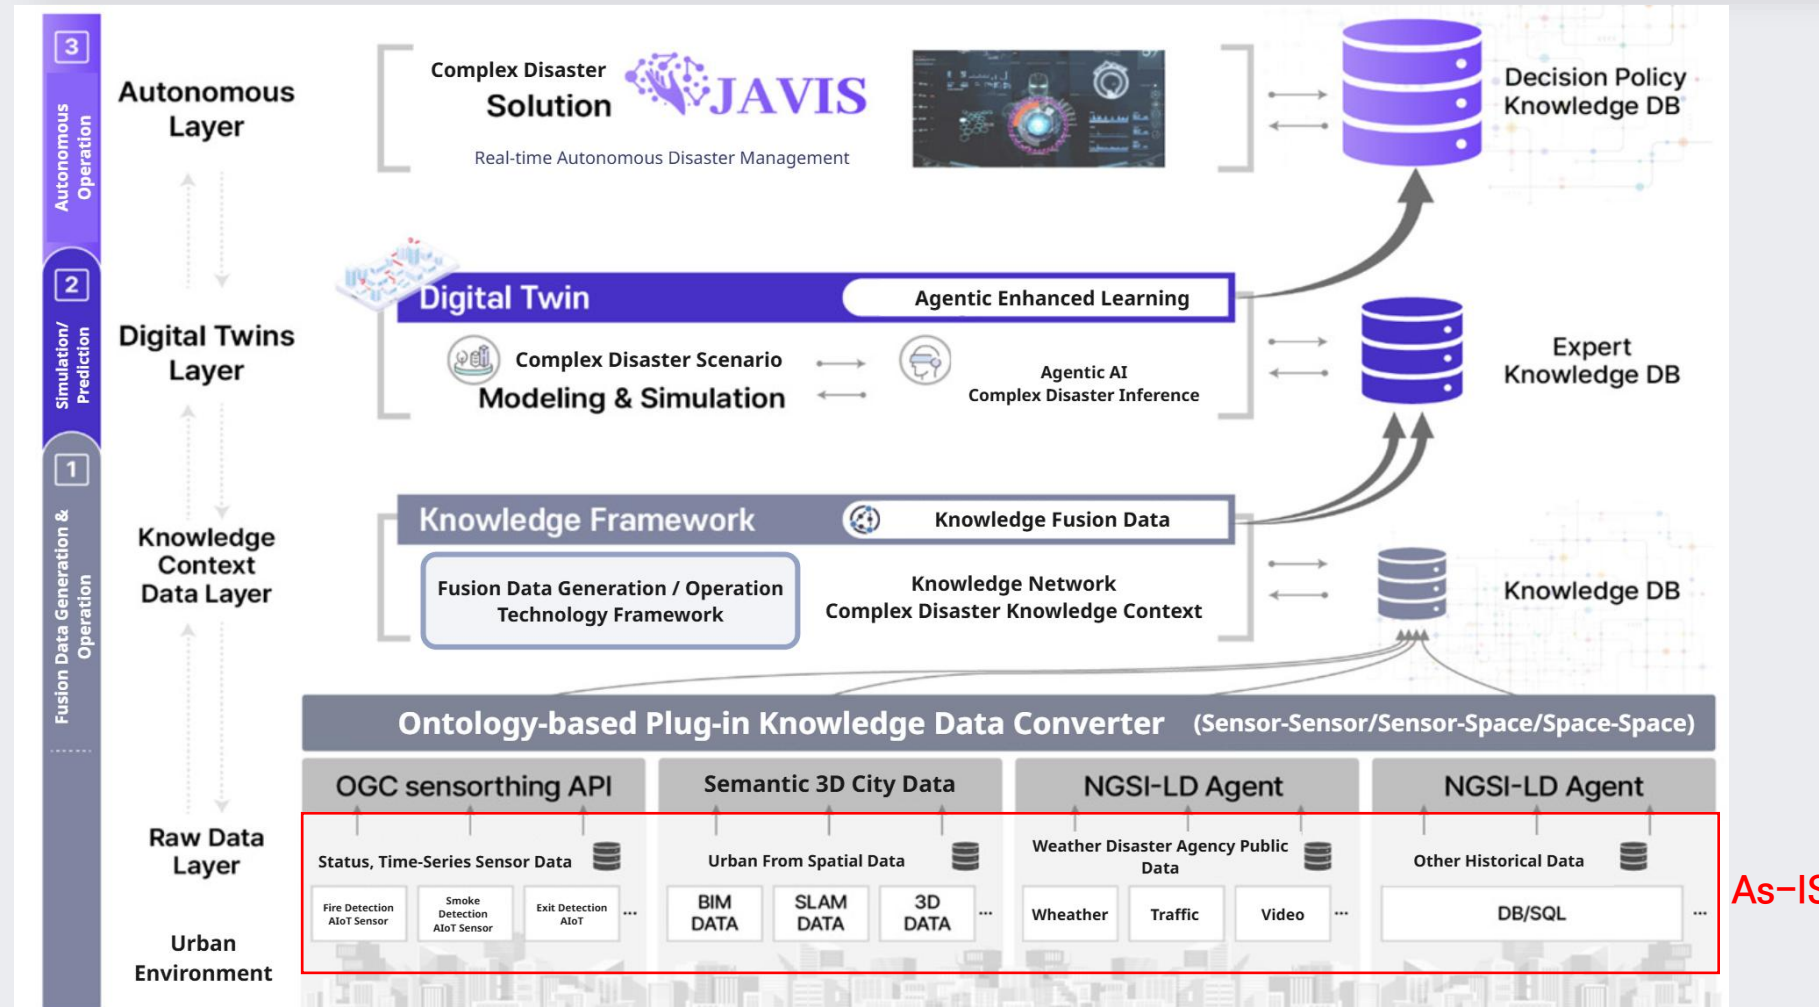 3
Autonomous
Operation
Autonomous
Layer
Complex Disaster
Solution
JAVIS
Real-time Autonomous Disaster Management
Decision Policy
Knowledge DB
2
Simulation/
Prediction
Digital Twins
Layer
Digital Twin
Agentic Enhanced Learning
Complex Disaster Scenario
Modeling & Simulation
Agentic AI
Complex Disaster Inference
Expert
Knowledge DB
1
Fusion Data Generation &
Operation
Knowledge
Context
Data Layer
Knowledge Framework
Knowledge Fusion Data
Fusion Data Generation / Operation
Technology Framework
Knowledge Network
Complex Disaster Knowledge Context
Knowledge DB
Ontology-based Plug-in Knowledge Data Converter (Sensor-Sensor/Sensor-Space/Space-Space)
OGC sensorthing API
Semantic 3D City Data
NGSI-LD Agent
NGSI-LD Agent
Raw Data
Layer
Status, Time-Series Sensor Data
Urban From Spatial Data
Weather Disaster Agency Public
Data
Other Historical Data
Fire Detection
AIoT Sensor
Smoke
Detection
AIoT Sensor
Exit Detection
AIoT
...
BIM
DATA
SLAM
DATA
3D
DATA
...
Wheather
Traffic
Video
...
DB/SQL
...
As-IS
Urban
Environment